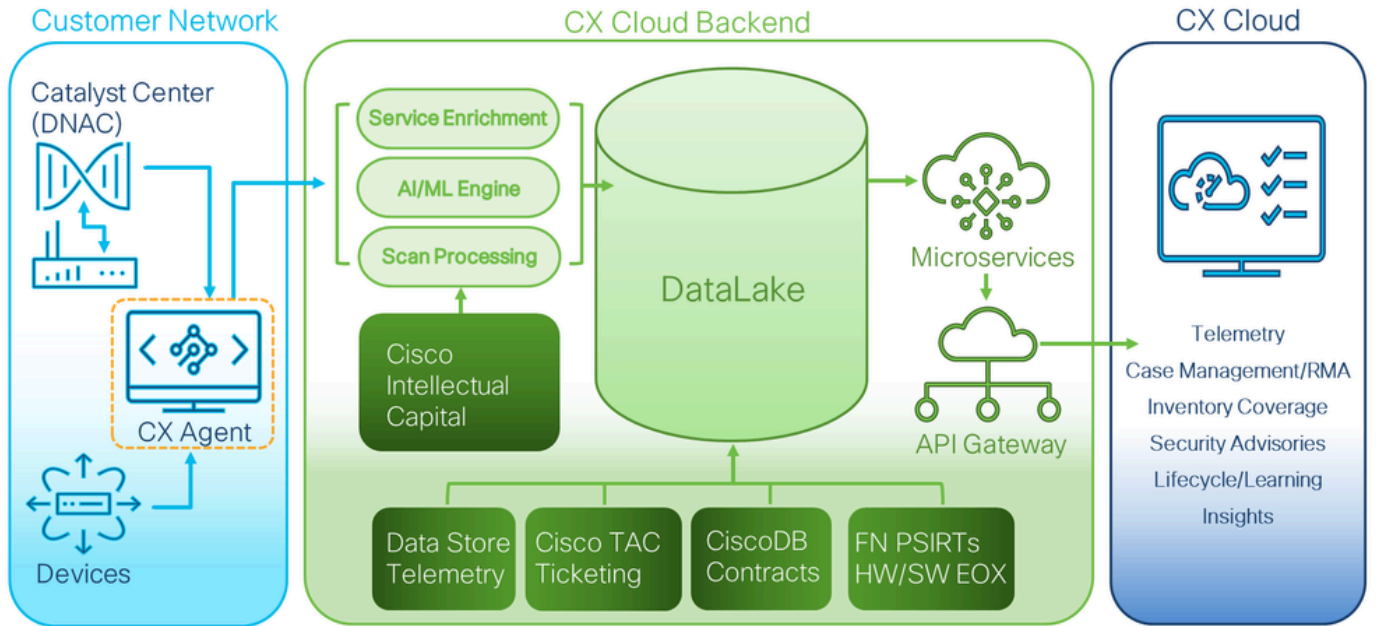 Customer Network
CX Cloud Backend
CX Cloud
Catalyst Center
(DNAC)
CX Agent
Devices
Service Enrichment
AI/ML Engine
Scan Processing
Cisco
Intellectual
Capital
DataLake
Microservices
API Gateway
Data Store
Telemetry
Cisco TAC
Ticketing
CiscoDB
Contracts
FN PSIRTs
HW/SW EOX
Telemetry
Case Management/RMA
Inventory Coverage
Security Advisories
Lifecycle/Learning
Insights